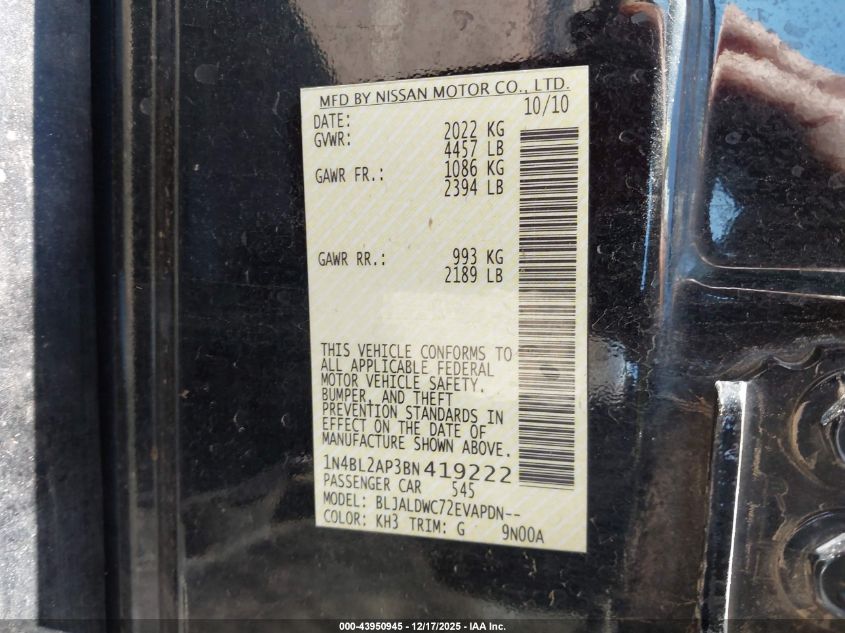 MFD BY NISSAN MOTOR CO., LTD.
DATE: 10/10
GVWR: 2022 KG
4457 LB
GAWR FR.: 1086 KG
2394 LB
GAWR RR.: 993 KG
2189 LB
THIS VEHICLE CONFORMS TO
ALL APPLICABLE FEDERAL
MOTOR VEHICLE SAFETY,
BUMPER, AND THEFT
PREVENTION STANDARDS IN
EFFECT ON THE DATE OF
MANUFACTURE SHOWN ABOVE.
1N4BL2AP3BN419222
PASSENGER CAR 545
MODEL: BLJALDWC72EVAPDN--
COLOR: KH3 TRIM: G 9N00A
000-43950945 - 12/17/2025 - IAA Inc.